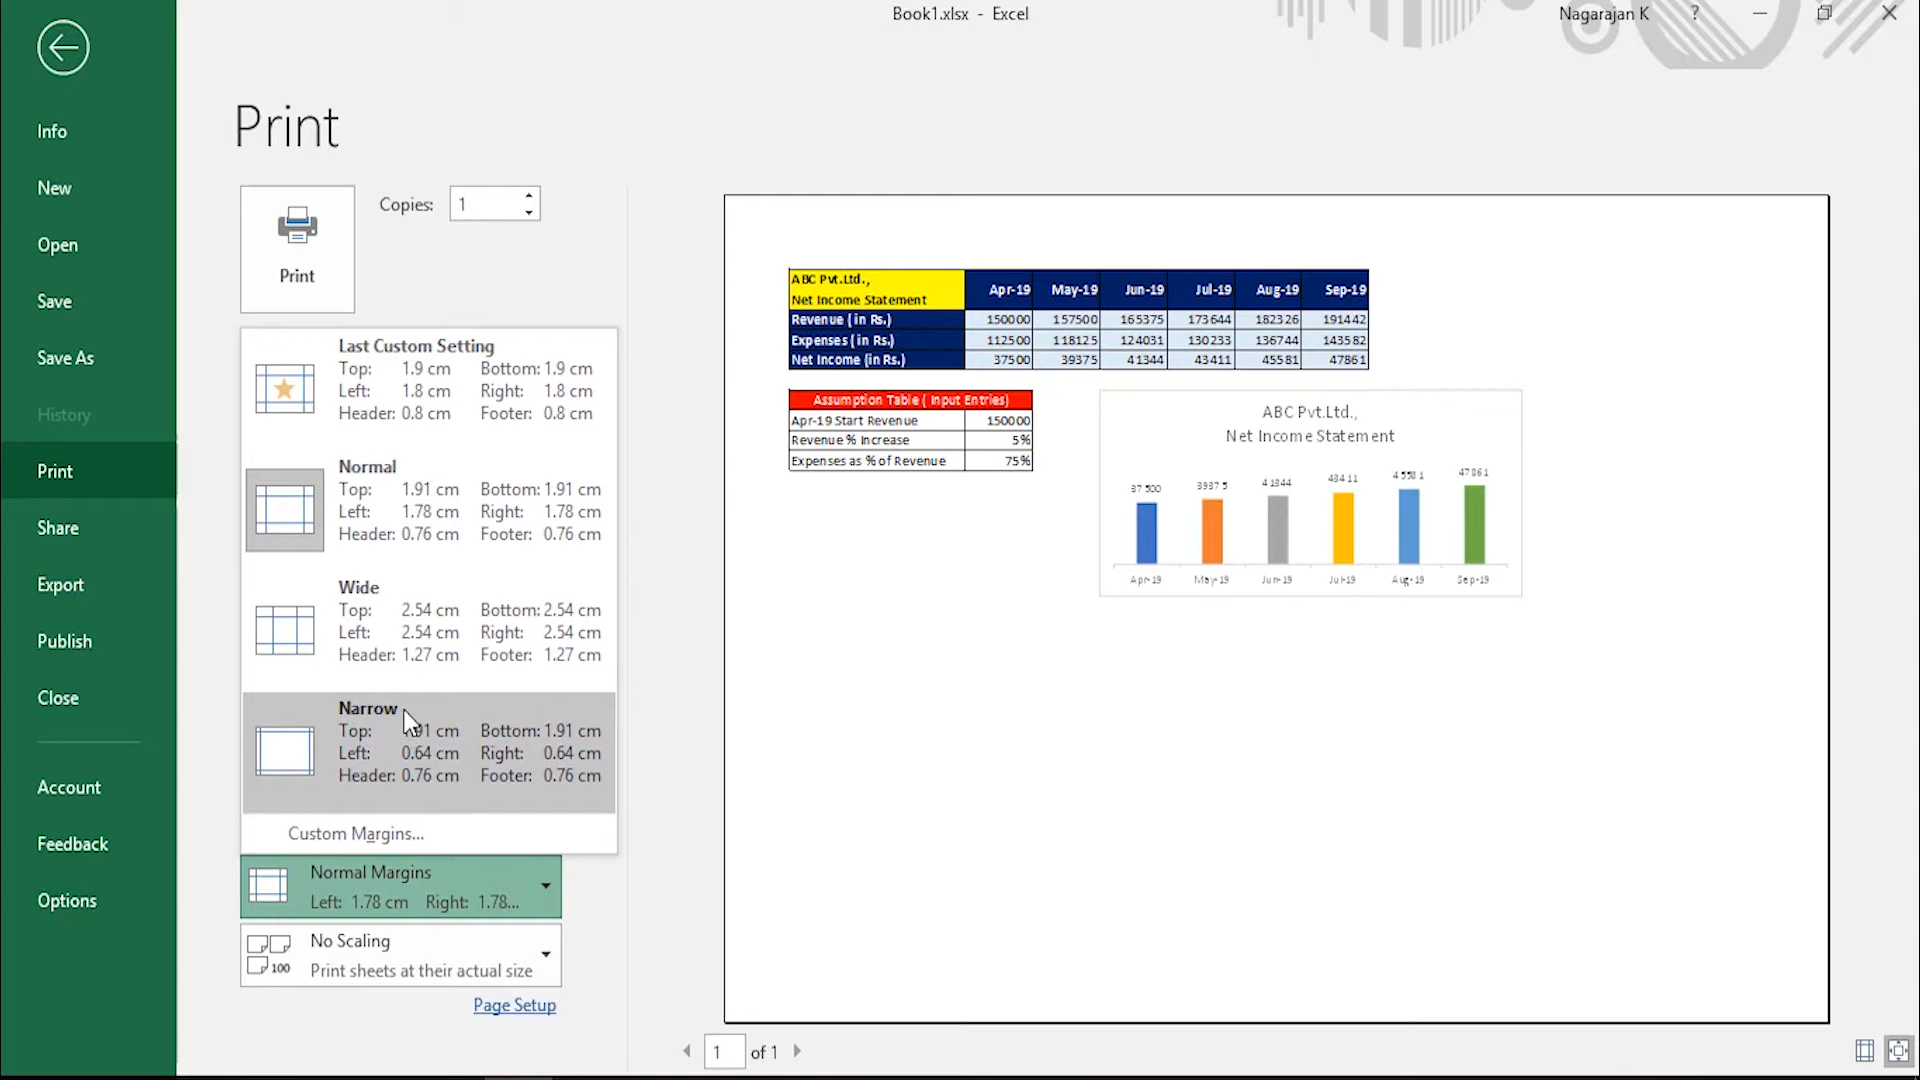 Book1.xlsx - Excel
Nagarajan K
?
Info
New
Open
Save
Save As
History
Print
Share
Export
Publish
Close
Account
Feedback
Options
Print
Print
Copies: 1
Last Custom Setting
Top: 1.9 cm Bottom: 1.9 cm
Left: 1.8 cm Right: 1.8 cm
Header: 0.8 cm Footer: 0.8 cm
Normal
Top: 1.91 cm Bottom: 1.91 cm
Left: 1.78 cm Right: 1.78 cm
Header: 0.76 cm Footer: 0.76 cm
Wide
Top: 2.54 cm Bottom: 2.54 cm
Left: 2.54 cm Right: 2.54 cm
Header: 1.27 cm Footer: 1.27 cm
Narrow
Top: 91 cm Bottom: 1.91 cm
Left: 0.64 cm Right: 0.64 cm
Header: 0.76 cm Footer: 0.76 cm
Custom Margins...
Normal Margins
Left: 1.78 cm Right: 1.78...
No Scaling
100 Print sheets at their actual size
Page Setup
ABC Pvt.Ltd.,
Net Income Statement Apr-19 May-19 Jun-19 Jul-19 Aug-19 Sep-19
Revenue ( in Rs.) 150000 157500 165375 173644 182326 191442
Expenses ( in Rs.) 112500 118125 124031 130233 136744 143582
Net Income (in Rs.) 37500 39375 41344 43411 45581 47861
Assumption Table ( Input Entries)
Apr-19 Start Revenue 150000
Revenue % Increase 5%
Expenses as % of Revenue 75%
ABC Pvt.Ltd.,
Net Income Statement
37500 39375 41344 43411 45581 47861
Apr-19 May-19 Jun-19 Jul-19 Aug-19 Sep-19
1 of 1